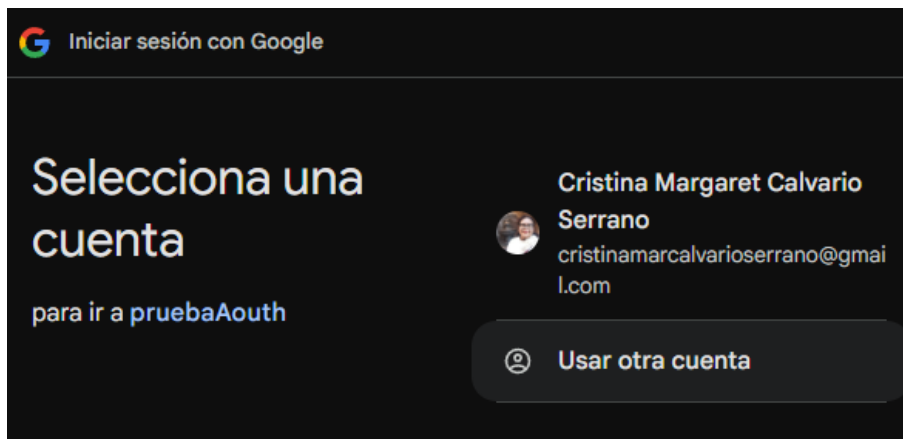 Iniciar sesión con Google
Selecciona una
cuenta
para ir a pruebaAouth
Cristina Margaret Calvario
Serrano
cristinamarcalvarioserrano@gmai
l.com
Usar otra cuenta